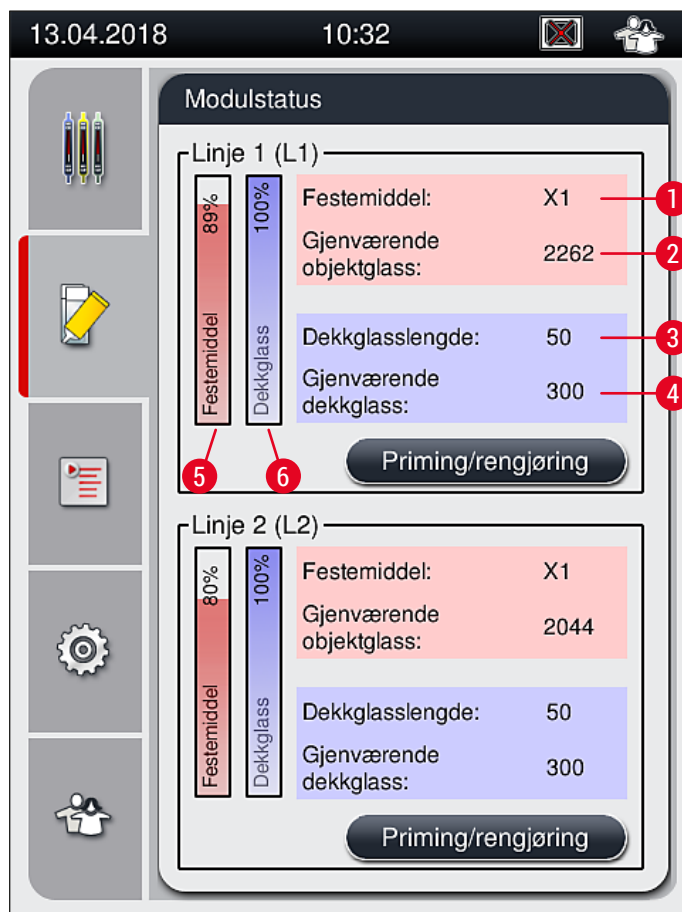 13.04.2018 10:32
Modulstatus
Linje 1 (L1)
89%
Festemiddel
100%
Dekkglass
Festemiddel: X1
1
Gjenværende
objektglass: 2262
2
Dekkglasslengde: 50
3
Gjenværende
dekkglass: 300
4
5
6
Priming/rengjøring
Linje 2 (L2)
80%
Festemiddel
100%
Dekkglass
Festemiddel: X1
Gjenværende
objektglass: 2044
Dekkglasslengde: 50
Gjenværende
dekkglass: 300
Priming/rengjøring